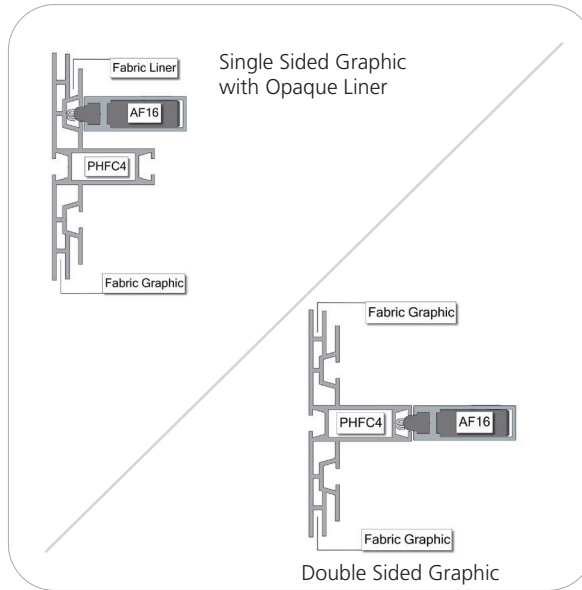 Single Sided Graphic
with Opaque Liner
Fabric Liner
AF16
PHFC4
Fabric Graphic
Fabric Graphic
PHFC4
AF16
Fabric Graphic
Double Sided Graphic